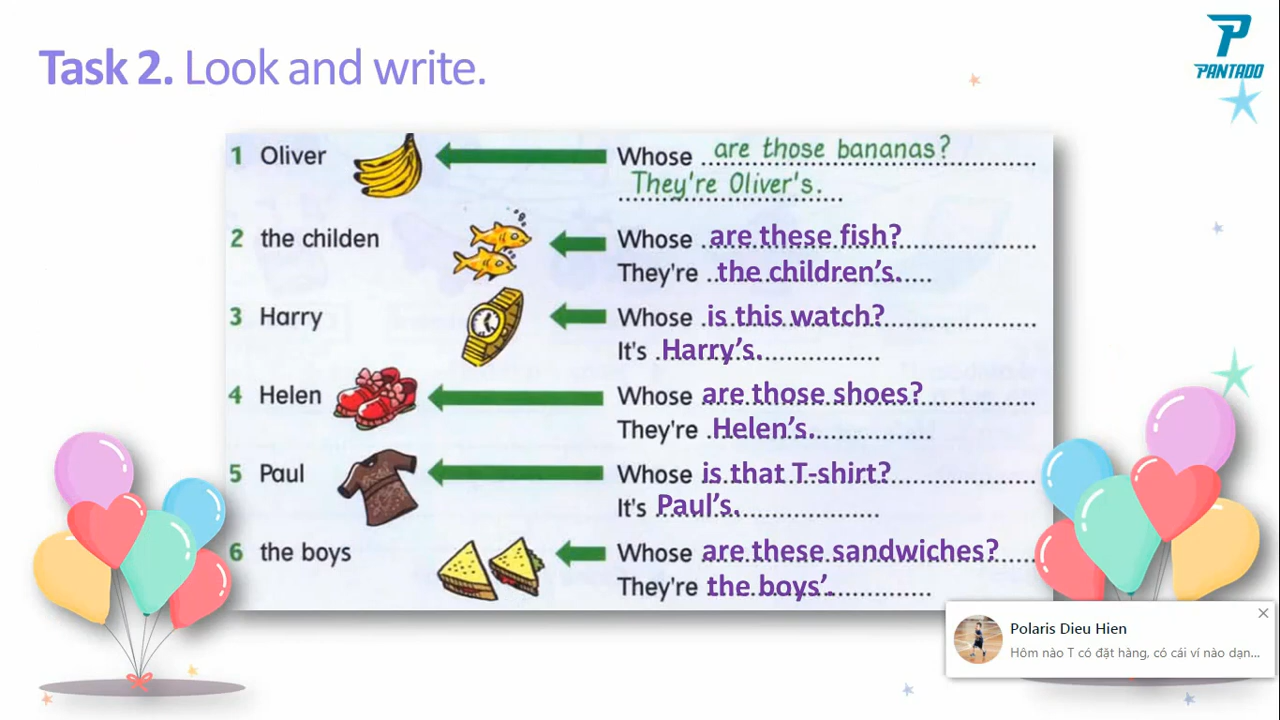 Task 2. Look and write.
PANTADO
1 Oliver
Whose are those bananas?
They're Oliver's.
2 the childen
Whose are these fish?
They're the children's.
3 Harry
Whose is this watch?
It's Harry's.
4 Helen
Whose are those shoes?
They're Helen's.
5 Paul
Whose is that T-shirt?
It's Paul's.
6 the boys
Whose are these sandwiches?
They're the boys'.
Polaris Dieu Hien
Hôm nào T có đặt hàng, có cái ví nào dạn...